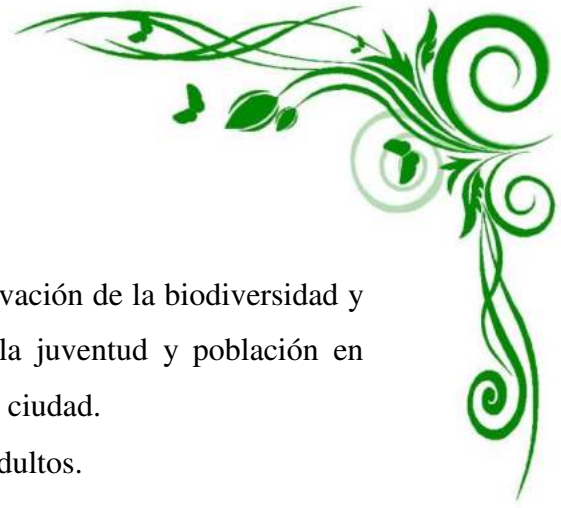 vación de la biodiversidad y
la juventud y población en
ciudad.
dultos.